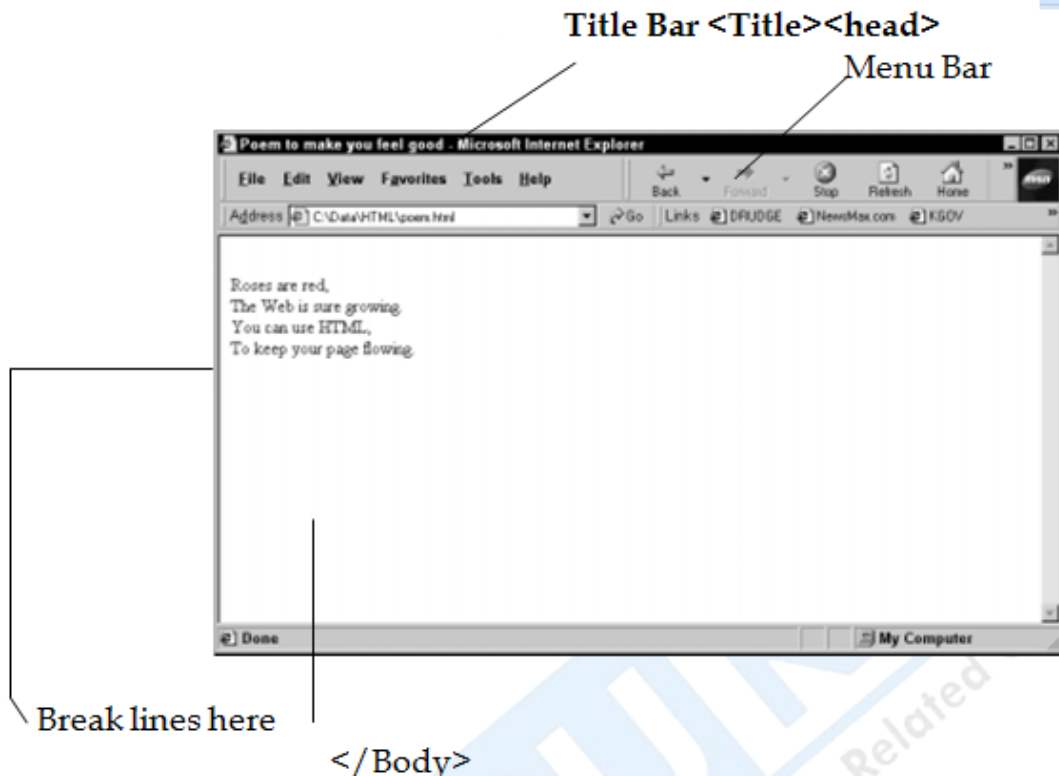 Title Bar <Title><head>
Menu Bar
Poem to make you feel good - Microsoft Internet Explorer
File Edit View Favorites Tools Help
Back Forward Stop Refresh Home »
msn
Address C:\Data\HTML\poem.html Go Links DRUDGE NewsMax.com KGOV »
Roses are red,
The Web is sure growing.
You can use HTML,
To keep your page flowing.
Done My Computer
Break lines here
</Body>
Related